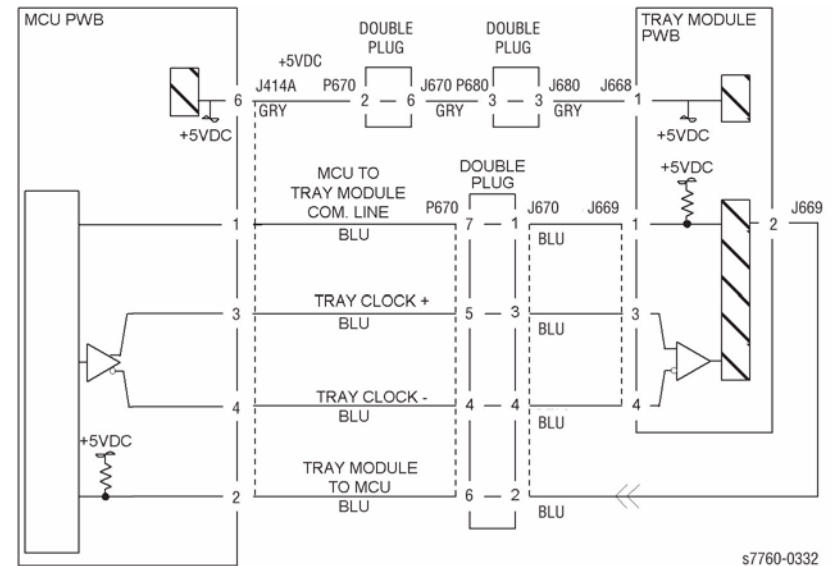 MCU PWB
TRAY MODULE
PWB
DOUBLE
PLUG
DOUBLE
PLUG
+5VDC
6 J414A P670 2 6 J670 P680 3 3 J680 J668 1
GRY GRY GRY
+5VDC
+5VDC
MCU TO
TRAY MODULE
COM. LINE
DOUBLE
PLUG
+5VDC
1 P670 7 1 J670 J669 1 2 J669
BLU BLU
TRAY CLOCK +
3 5 3 3
BLU BLU
TRAY CLOCK -
4 4 4 4
BLU BLU
+5VDC
TRAY MODULE
TO MCU
2 6 2
BLU BLU
s7760-0332